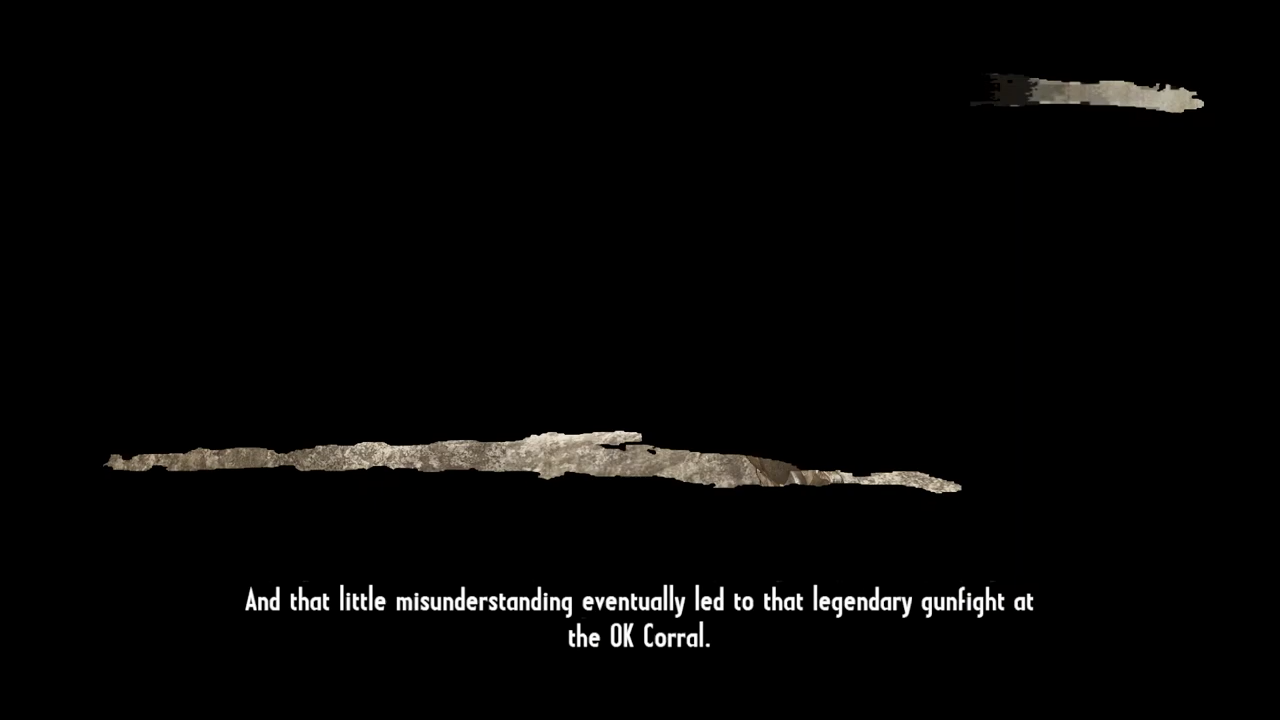 And that little misunderstanding eventually led to that legendary gunfight at
the OK Corral.